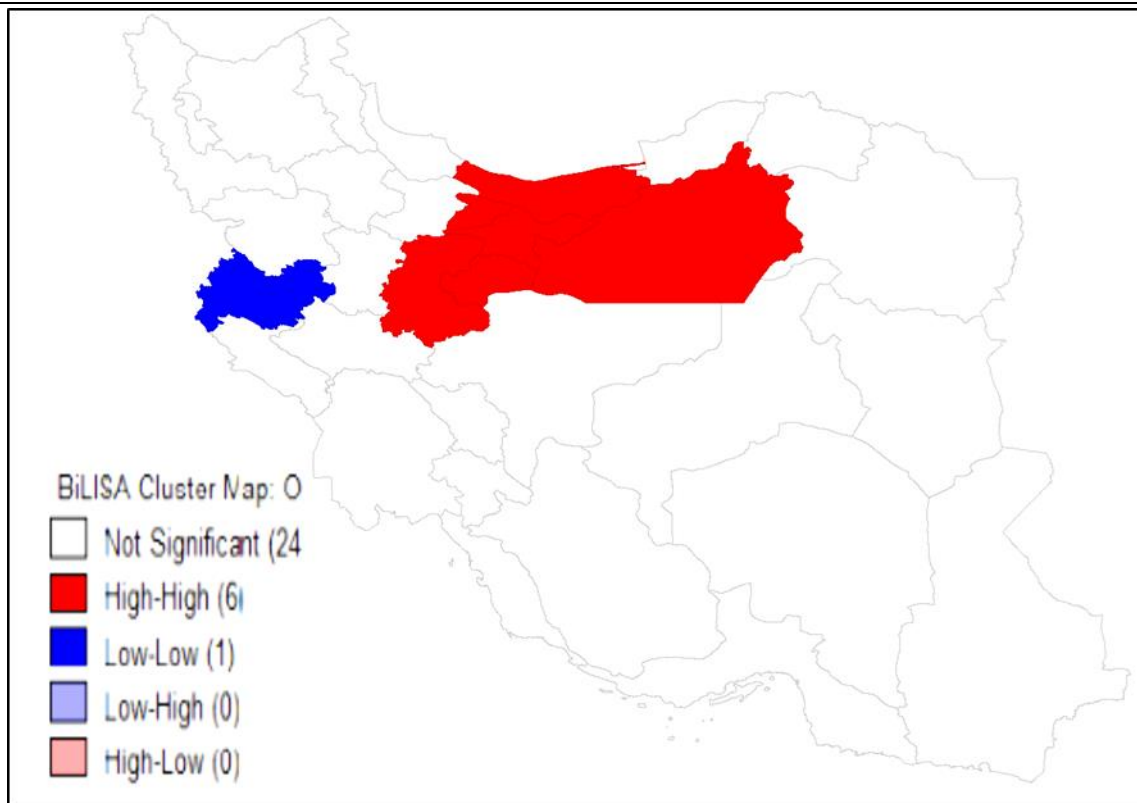 BiLISA Cluster Map: O
Not Significant (24
High-High (6
Low-Low (1)
Low-High (0)
High-Low (0)